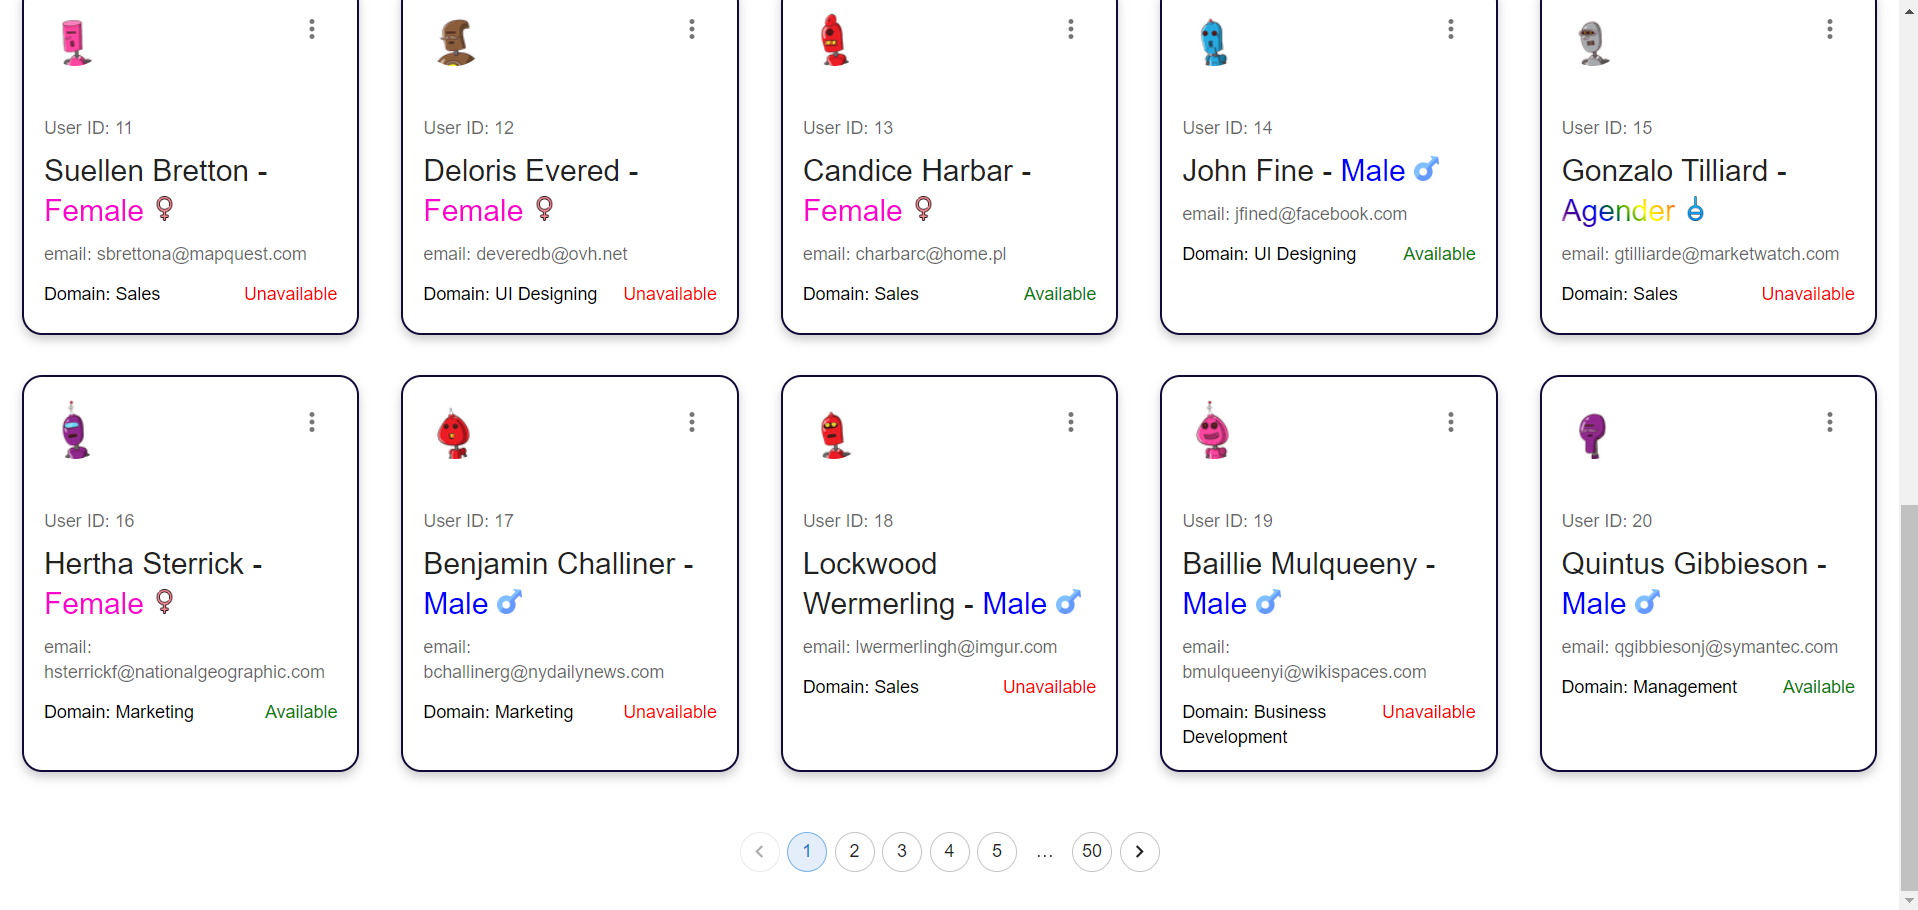 User ID: 11
Suellen Bretton -
Female ♀
email: sbrettona@mapquest.com
Domain: Sales Unavailable
User ID: 12
Deloris Evered -
Female ♀
email: deveredb@ovh.net
Domain: UI Designing Unavailable
User ID: 13
Candice Harbar -
Female ♀
email: charbarc@home.pl
Domain: Sales Available
User ID: 14
John Fine - Male ♂
email: jfined@facebook.com
Domain: UI Designing Available
User ID: 15
Gonzalo Tilliard -
Agender
email: gtilliarde@marketwatch.com
Domain: Sales Unavailable
User ID: 16
Hertha Sterrick -
Female ♀
email:
hsterrickf@nationalgeographic.com
Domain: Marketing Available
User ID: 17
Benjamin Challiner -
Male ♂
email:
bchallinerg@nydailynews.com
Domain: Marketing Unavailable
User ID: 18
Lockwood
Wermerling - Male ♂
email: lwermerlingh@imgur.com
Domain: Sales Unavailable
User ID: 19
Baillie Mulqueeny -
Male ♂
email:
bmulqueenyi@wikispaces.com
Domain: Business Unavailable
Development
User ID: 20
Quintus Gibbieson -
Male ♂
email: qgibbiesonj@symantec.com
Domain: Management Available
1 2 3 4 5 … 50